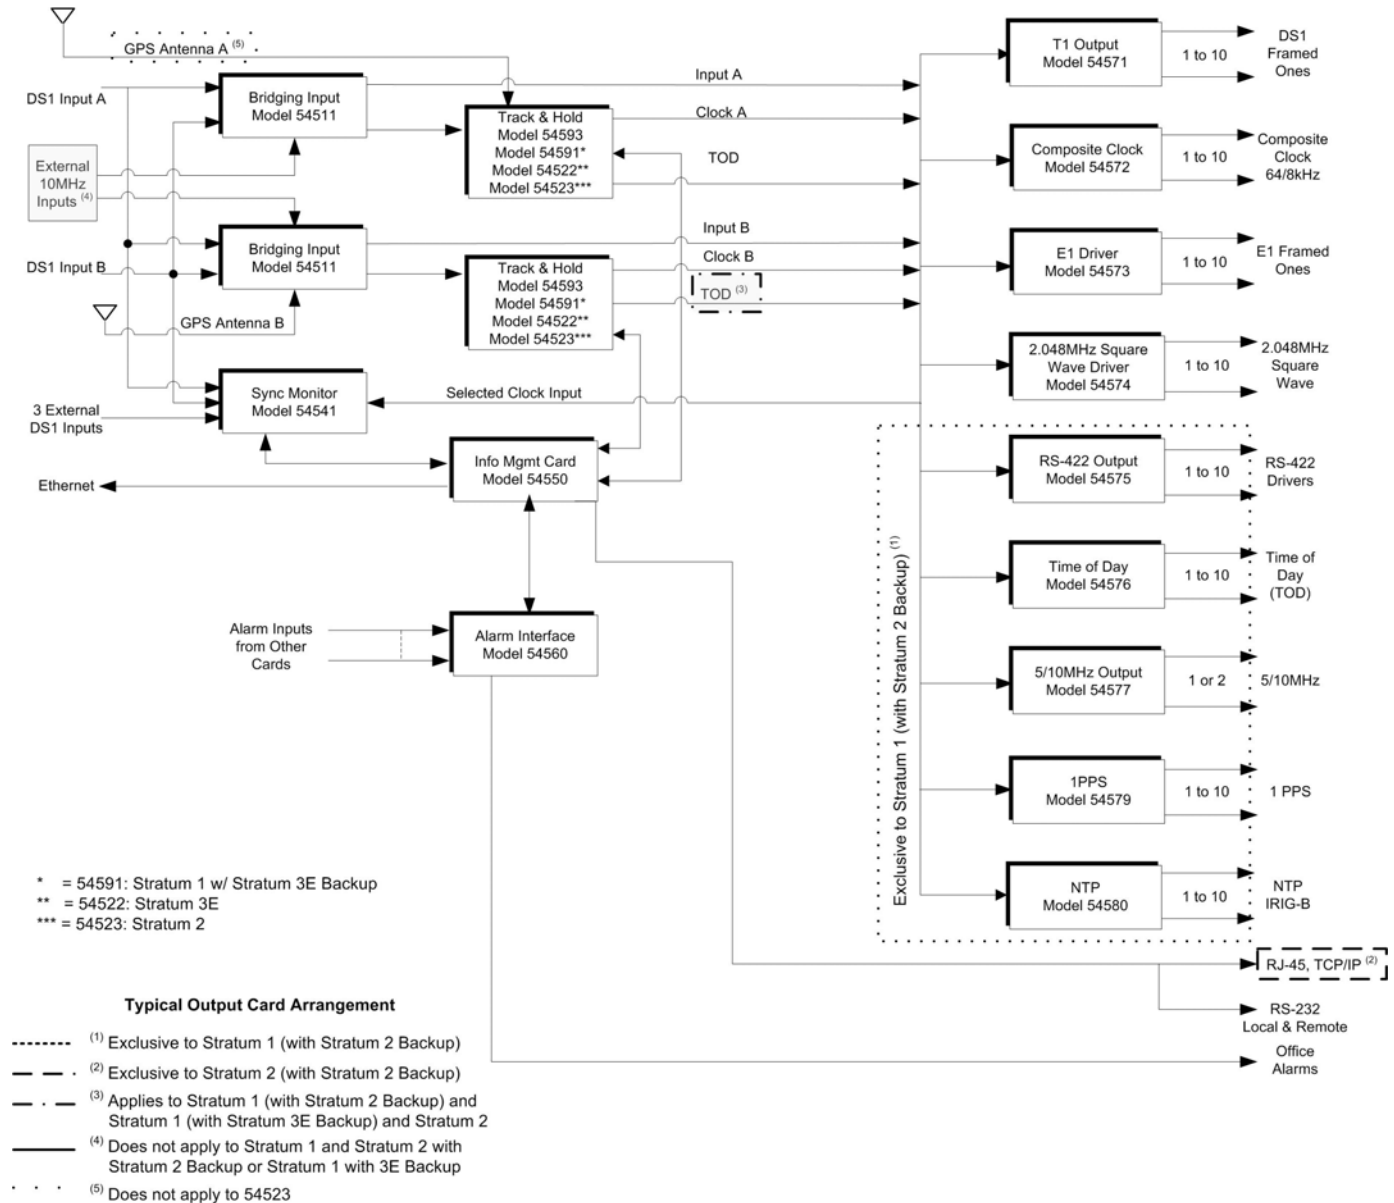 GPS Antenna A (5)
DS1 Input A
Bridging Input
Model 54511
External
10MHz
Inputs (4)
Track & Hold
Model 54593
Model 54591*
Model 54522**
Model 54523***
Input A
Clock A
TOD
DS1 Input B
Bridging Input
Model 54511
GPS Antenna B
Track & Hold
Model 54593
Model 54591*
Model 54522**
Model 54523***
Input B
Clock B
TOD (3)
Sync Monitor
Model 54541
3 External
DS1 Inputs
Selected Clock Input
Info Mgmt Card
Model 54550
Ethernet
Alarm Inputs
from Other
Cards
Alarm Interface
Model 54560
T1 Output
Model 54571
1 to 10
DS1
Framed
Ones
Composite Clock
Model 54572
1 to 10
Composite
Clock
64/8kHz
E1 Driver
Model 54573
1 to 10
E1 Framed
Ones
2.048MHz Square
Wave Driver
Model 54574
1 to 10
2.048MHz
Square
Wave
Exclusive to Stratum 1 (with Stratum 2 Backup) (1)
RS-422 Output
Model 54575
1 to 10
RS-422
Drivers
Time of Day
Model 54576
1 to 10
Time of
Day
(TOD)
5/10MHz Output
Model 54577
1 or 2
5/10MHz
1PPS
Model 54579
1 to 10
1 PPS
NTP
Model 54580
1 to 10
NTP
IRIG-B
RJ-45, TCP/IP (2)
RS-232
Local & Remote
Office
Alarms
* = 54591: Stratum 1 w/ Stratum 3E Backup
** = 54522: Stratum 3E
*** = 54523: Stratum 2
Typical Output Card Arrangement
(1) Exclusive to Stratum 1 (with Stratum 2 Backup)
(2) Exclusive to Stratum 2 (with Stratum 2 Backup)
(3) Applies to Stratum 1 (with Stratum 2 Backup) and
Stratum 1 (with Stratum 3E Backup) and Stratum 2
(4) Does not apply to Stratum 1 and Stratum 2 with
Stratum 2 Backup or Stratum 1 with 3E Backup
(5) Does not apply to 54523